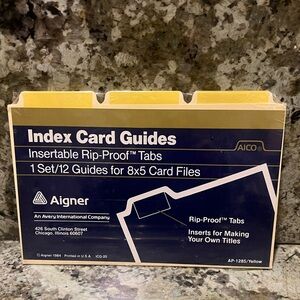 AICO®
Index Card Guides
Insertable Rip-Proof™ Tabs
1 Set/12 Guides for 8x5 Card Files
Aigner
An Avery International Company
426 South Clinton Street
Chicago, Illinois 60607
Rip-Proof™ Tabs
Inserts for Making
Your Own Titles
© Aigner 1984 Printed in U S A
AP-1285/Yellow